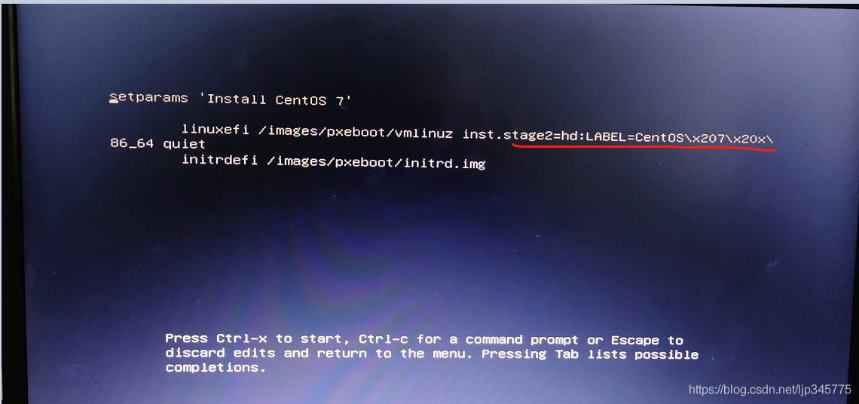 setparams 'Install CentOS 7'
linuxefi /images/pxeboot/vmlinuz inst.stage2=hd:LABEL=CentOS\x207\x20x\
86_64 quiet
initrdefi /images/pxeboot/initrd.img
Press Ctrl-x to start, Ctrl-c for a command prompt or Escape to
discard edits and return to the menu. Pressing Tab lists possible
completions.
https://blog.csdn.net/ljp345775